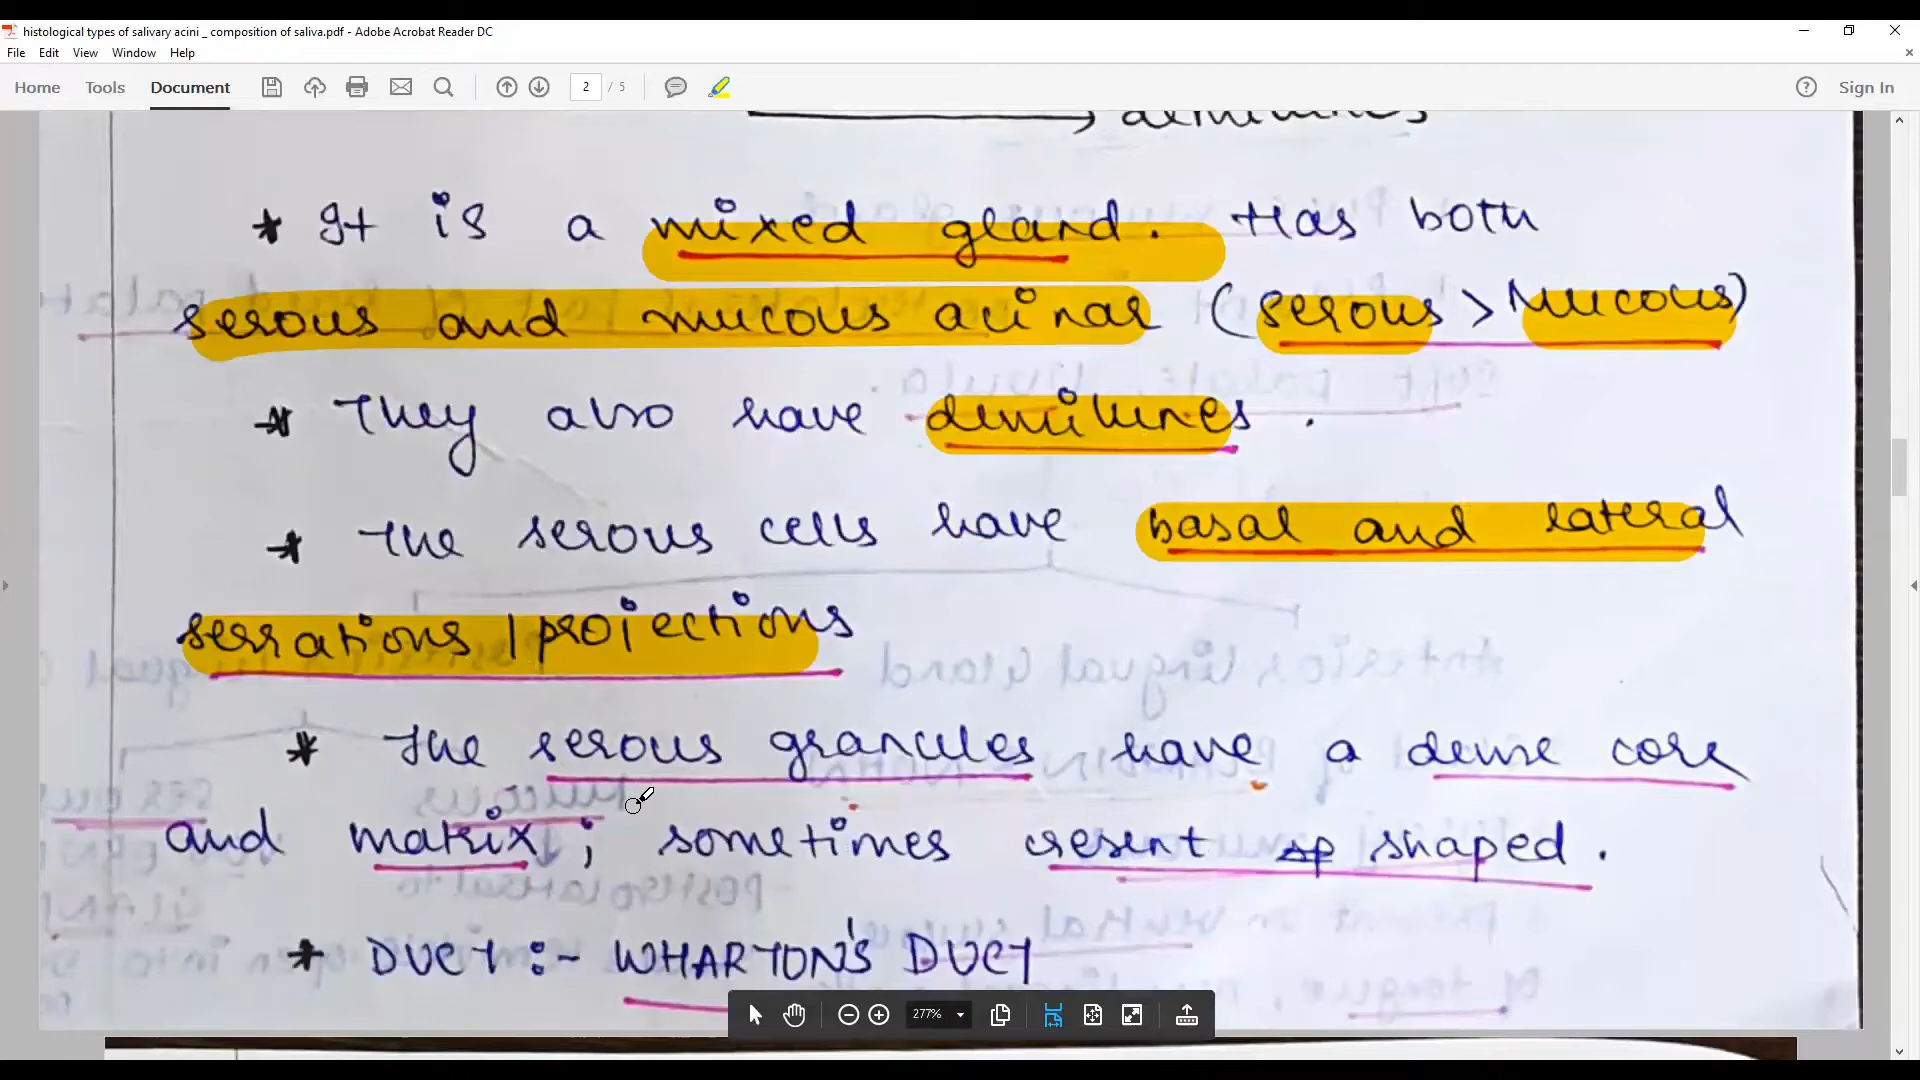 histological types of salivary acini _ composition of saliva.pdf - Adobe Acrobat Reader DC
File Edit View Window Help
Home Tools Document 2 / 5 Sign In
* It is a mixed gland. Has both
serous and mucous acinar (serous > Mucous)
* They also have demilunes.
* The serous cells have basal and lateral
serrations / projections
* The serous granules have a dense core
and matrix; sometimes cresent sp shaped.
* DUCT :- WHARTON'S DUCT
277%